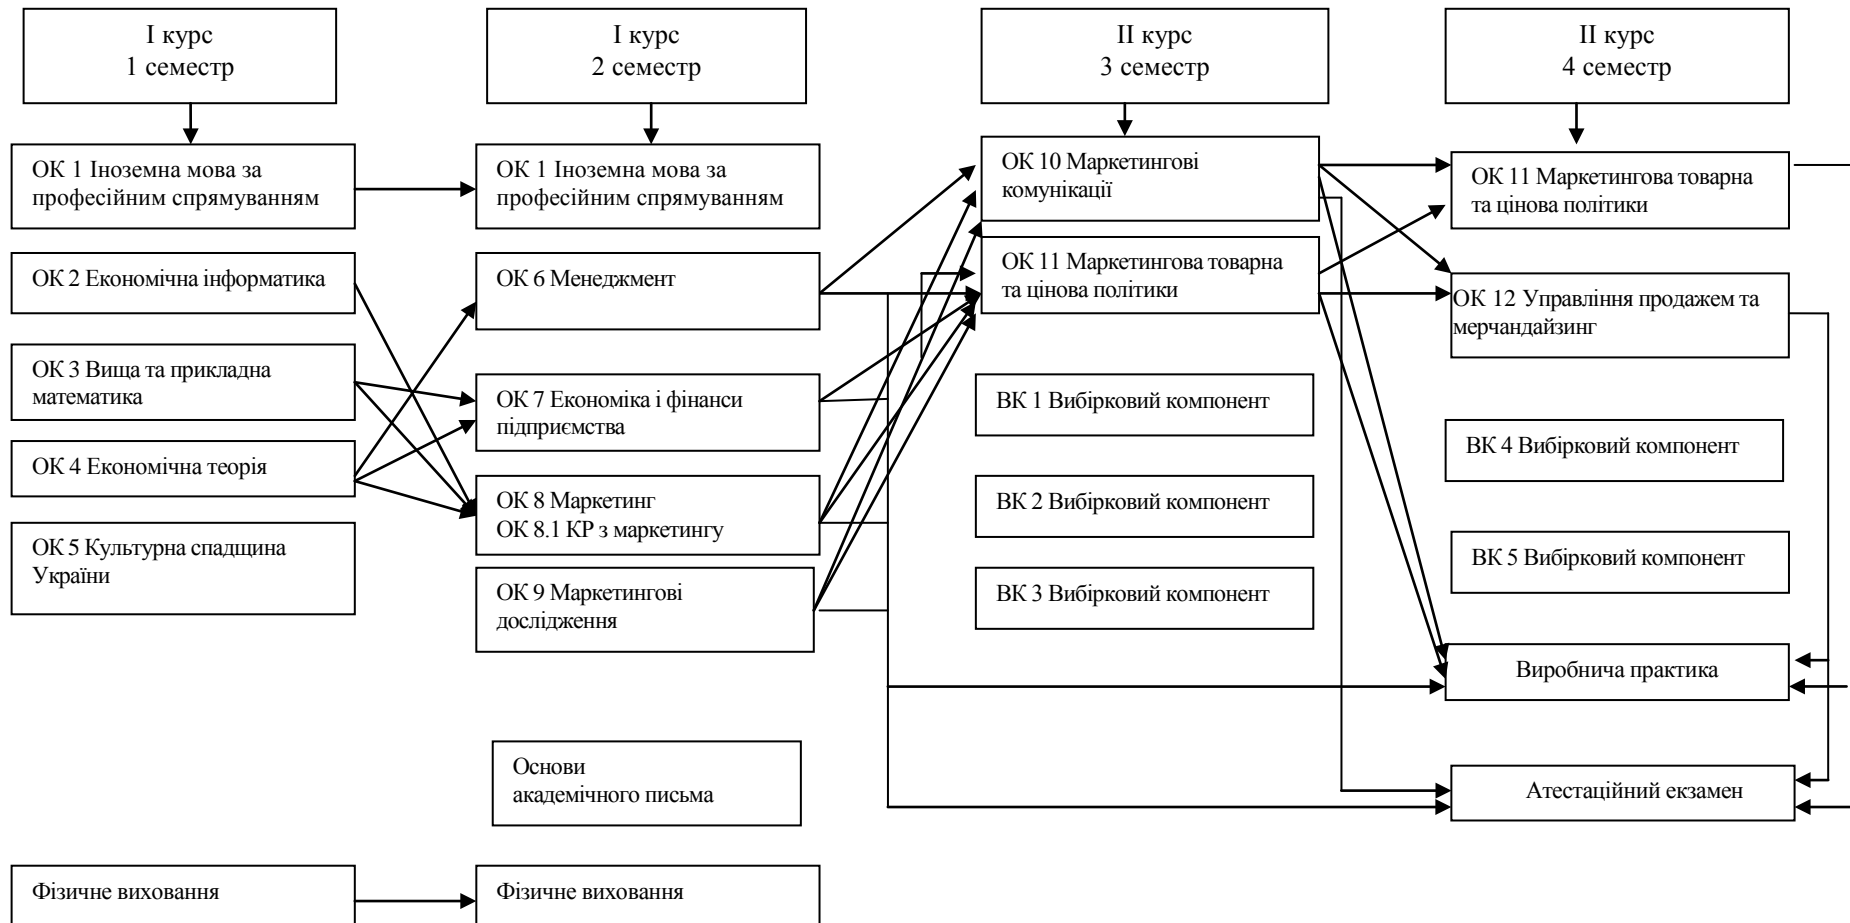 І курс
1 семестр
І курс
2 семестр
ІІ курс
3 семестр
ІІ курс
4 семестр
ОК 1 Іноземна мова за
професійним спрямуванням
ОК 2 Економічна інформатика
ОК 3 Вища та прикладна
математика
ОК 4 Економічна теорія
ОК 5 Культурна спадщина
України
Фізичне виховання
ОК 1 Іноземна мова за
професійним спрямуванням
ОК 6 Менеджмент
ОК 7 Економіка і фінанси
підприємства
ОК 8 Маркетинг
ОК 8.1 КР з маркетингу
ОК 9 Маркетингові
дослідження
Основи
академічного письма
Фізичне виховання
ОК 10 Маркетингові
комунікації
ОК 11 Маркетингова товарна
та цінова політики
ВК 1 Вибірковий компонент
ВК 2 Вибірковий компонент
ВК 3 Вибірковий компонент
ОК 11 Маркетингова товарна
та цінова політики
ОК 12 Управління продажем та
мерчандайзинг
ВК 4 Вибірковий компонент
ВК 5 Вибірковий компонент
Виробнича практика
Атестаційний екзамен